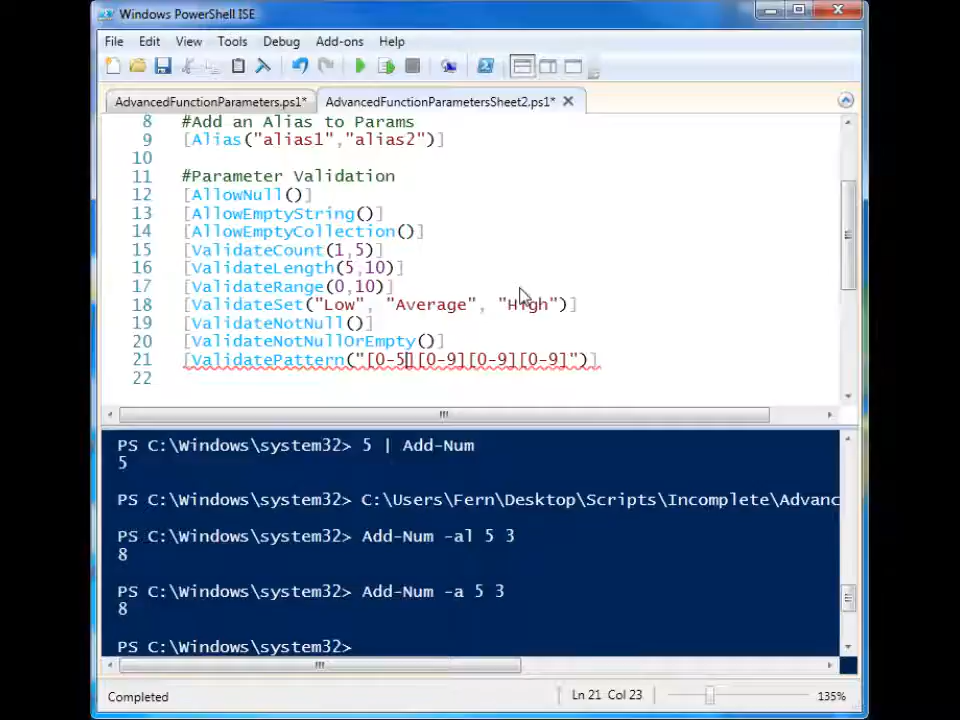 Windows PowerShell ISE
File Edit View Tools Debug Add-ons Help
AdvancedFunctionParameters.ps1* AdvancedFunctionParametersSheet2.ps1*
8 #Add an Alias to Params
9 [Alias("alias1","alias2")]
10
11 #Parameter Validation
12 [AllowNull()]
13 [AllowEmptyString()]
14 [AllowEmptyCollection()]
15 [ValidateCount(1,5)]
16 [ValidateLength(5,10)]
17 [ValidateRange(0,10)]
18 [ValidateSet("Low", "Average", "High")]
19 [ValidateNotNull()]
20 [ValidateNotNullOrEmpty()]
21 [ValidatePattern("[0-5][0-9][0-9][0-9]")]
22
PS C:\Windows\system32> 5 | Add-Num
5
PS C:\Windows\system32> C:\Users\Fern\Desktop\Scripts\Incomplete\Advanc
PS C:\Windows\system32> Add-Num -al 5 3
8
PS C:\Windows\system32> Add-Num -a 5 3
8
PS C:\Windows\system32>
Completed Ln 21 Col 23 135%